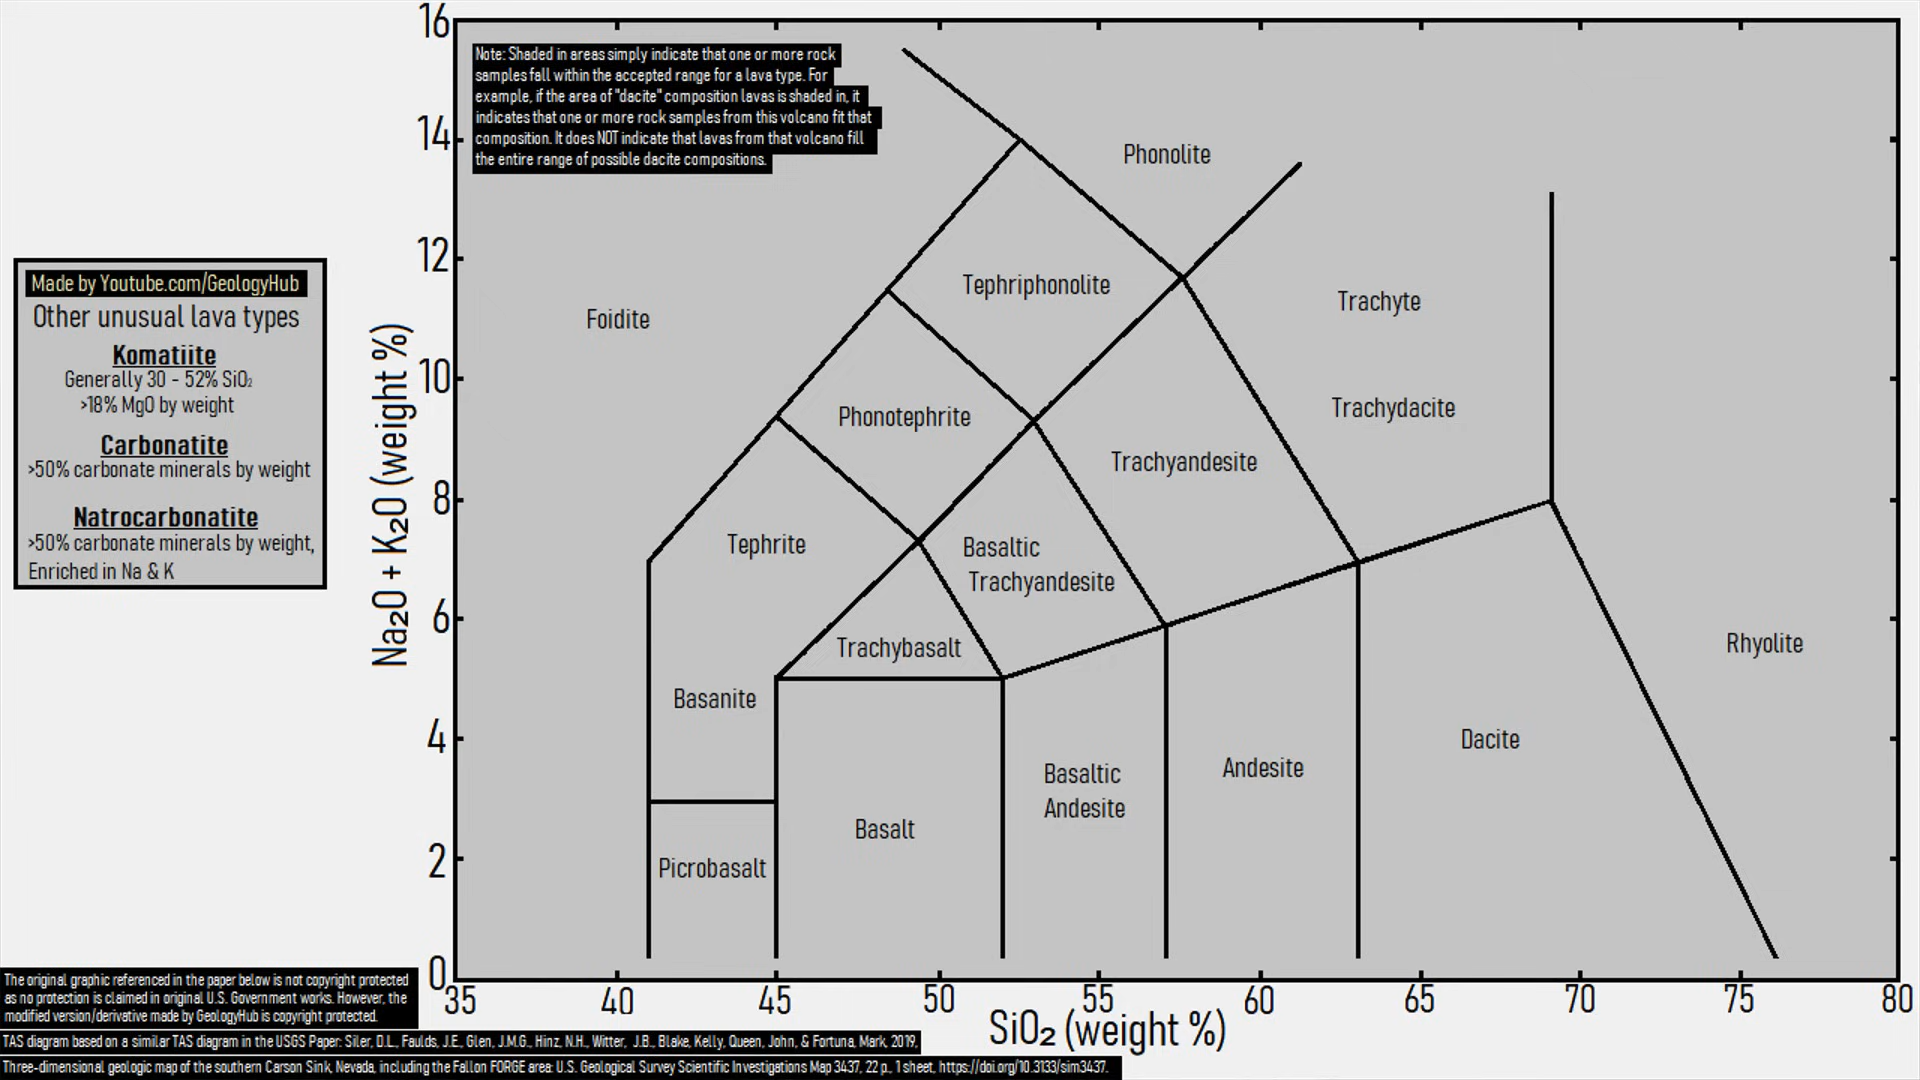 16
Note: Shaded in areas simply indicate that one or more rock
samples fall within the accepted range for a lava type. For
example, if the area of "dacite" composition lavas is shaded in, it
indicates that one or more rock samples from this volcano fit that
composition. It does NOT indicate that lavas from that volcano fill
the entire range of possible dacite compositions.
14
Phonolite
12
Tephriphonolite
Trachyte
Foidite
Made by Youtube.com/GeologyHub
Other unusual lava types
Komatiite
Generally 30 - 52% SiO₂
>18% MgO by weight
Carbonatite
>50% carbonate minerals by weight
Natrocarbonatite
>50% carbonate minerals by weight,
Enriched in Na & K
Na₂O + K₂O (weight %)
10
Phonotephrite
Trachydacite
Trachyandesite
8
Tephrite
Basaltic
Trachyandesite
6
Trachybasalt
Rhyolite
Basanite
4
Dacite
Basaltic
Andesite
Andesite
Basalt
2
Picrobasalt
0
35 40 45 50 55 60 65 70 75 80
SiO₂ (weight %)
The original graphic referenced in the paper below is not copyright protected
as no protection is claimed in original U.S. Government works. However, the
modified version/derivative made by GeologyHub is copyright protected.
TAS diagram based on a similar TAS diagram in the USGS Paper: Siler, D.L., Faulds, J.E., Glen, J.M.G., Hinz, N.H., Witter, J.B., Blake, Kelly, Queen, John, & Fortuna, Mark, 2019,
Three-dimensional geologic map of the southern Carson Sink, Nevada, including the Fallon FORGE area: U.S. Geological Survey Scientific Investigations Map 3437, 22 p., 1 sheet, https://doi.org/10.3133/sim3437.